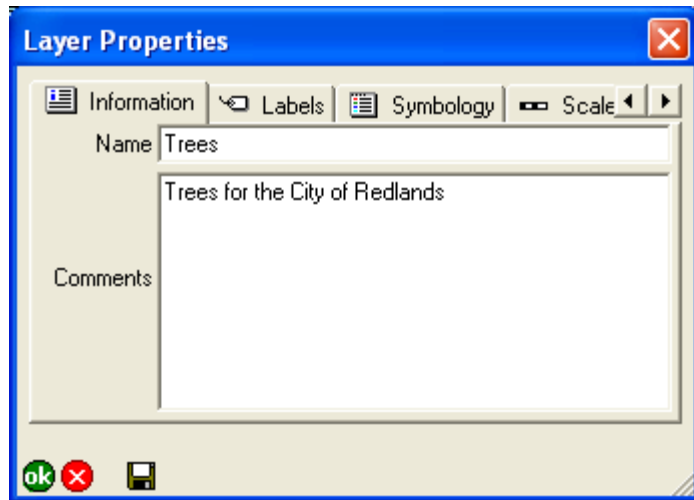 Layer Properties
Information Labels Symbology Scale
Name Trees
Trees for the City of Redlands
Comments
ok